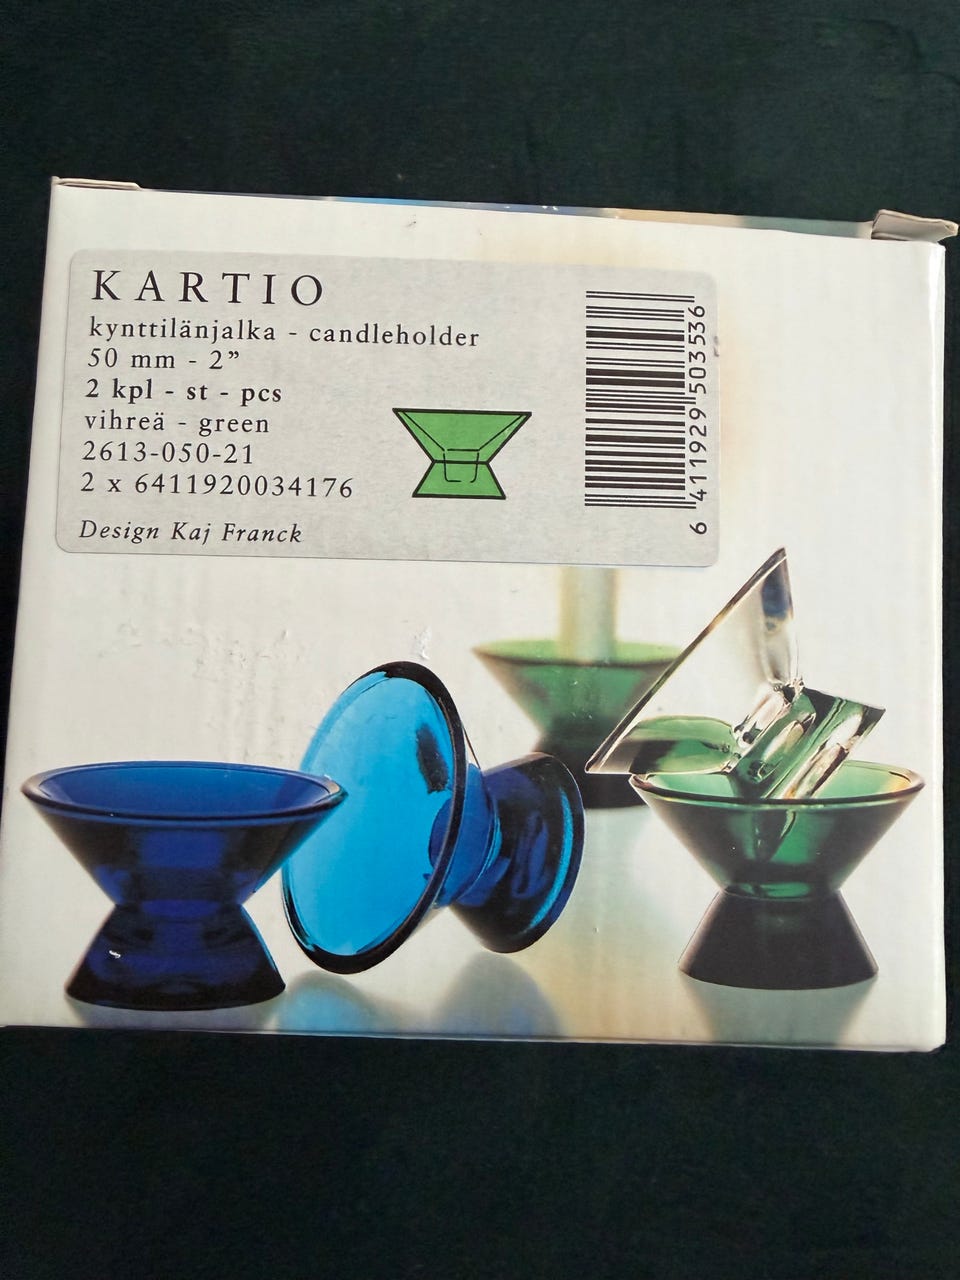 KARTIO
kynttilänjalka - candleholder
50 mm - 2”
2 kpl - st - pcs
vihreä - green
2613-050-21
2 x 6411920034176
Design Kaj Franck
6 411929 503536